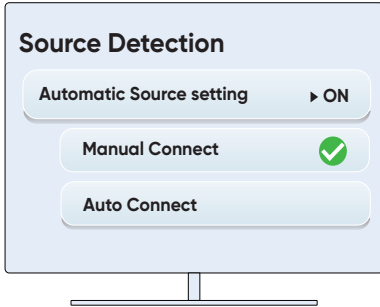 Source Detection
Automatic Source setting ▸ ON
Manual Connect
Auto Connect